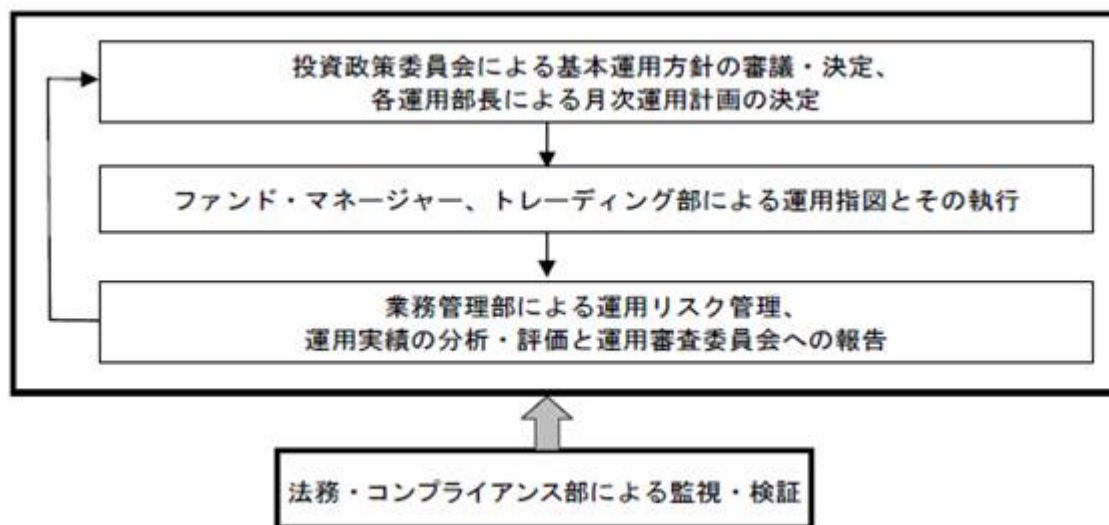 投資政策委員会による基本運用方針の審議・決定、
各運用部長による月次運用計画の決定
ファンド・マネージャー、トレーディング部による運用指図とその執行
業務管理部による運用リスク管理、
運用実績の分析・評価と運用審査委員会への報告
法務・コンプライアンス部による監視・検証